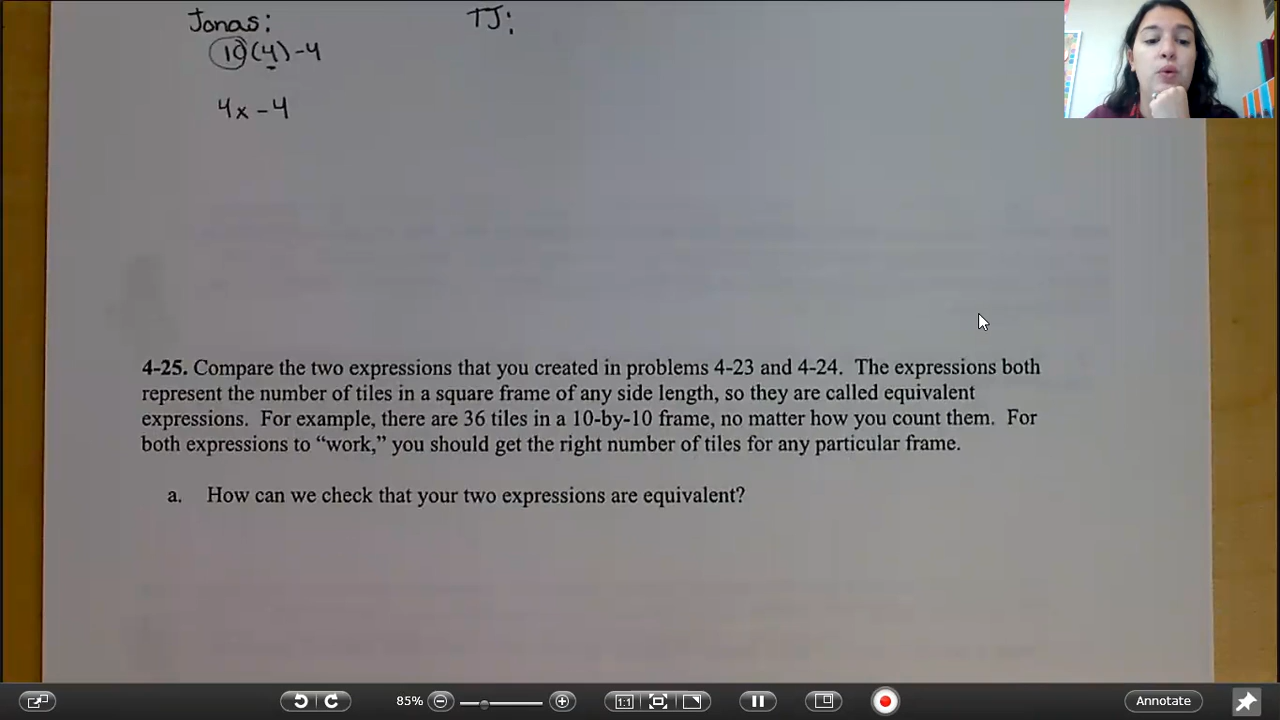 Jonas:
TJ:
10(4)-4
4x-4
4-25. Compare the two expressions that you created in problems 4-23 and 4-24. The expressions both
represent the number of tiles in a square frame of any side length, so they are called equivalent
expressions. For example, there are 36 tiles in a 10-by-10 frame, no matter how you count them. For
both expressions to “work,” you should get the right number of tiles for any particular frame.
a. How can we check that your two expressions are equivalent?
85%
1:1
Annotate